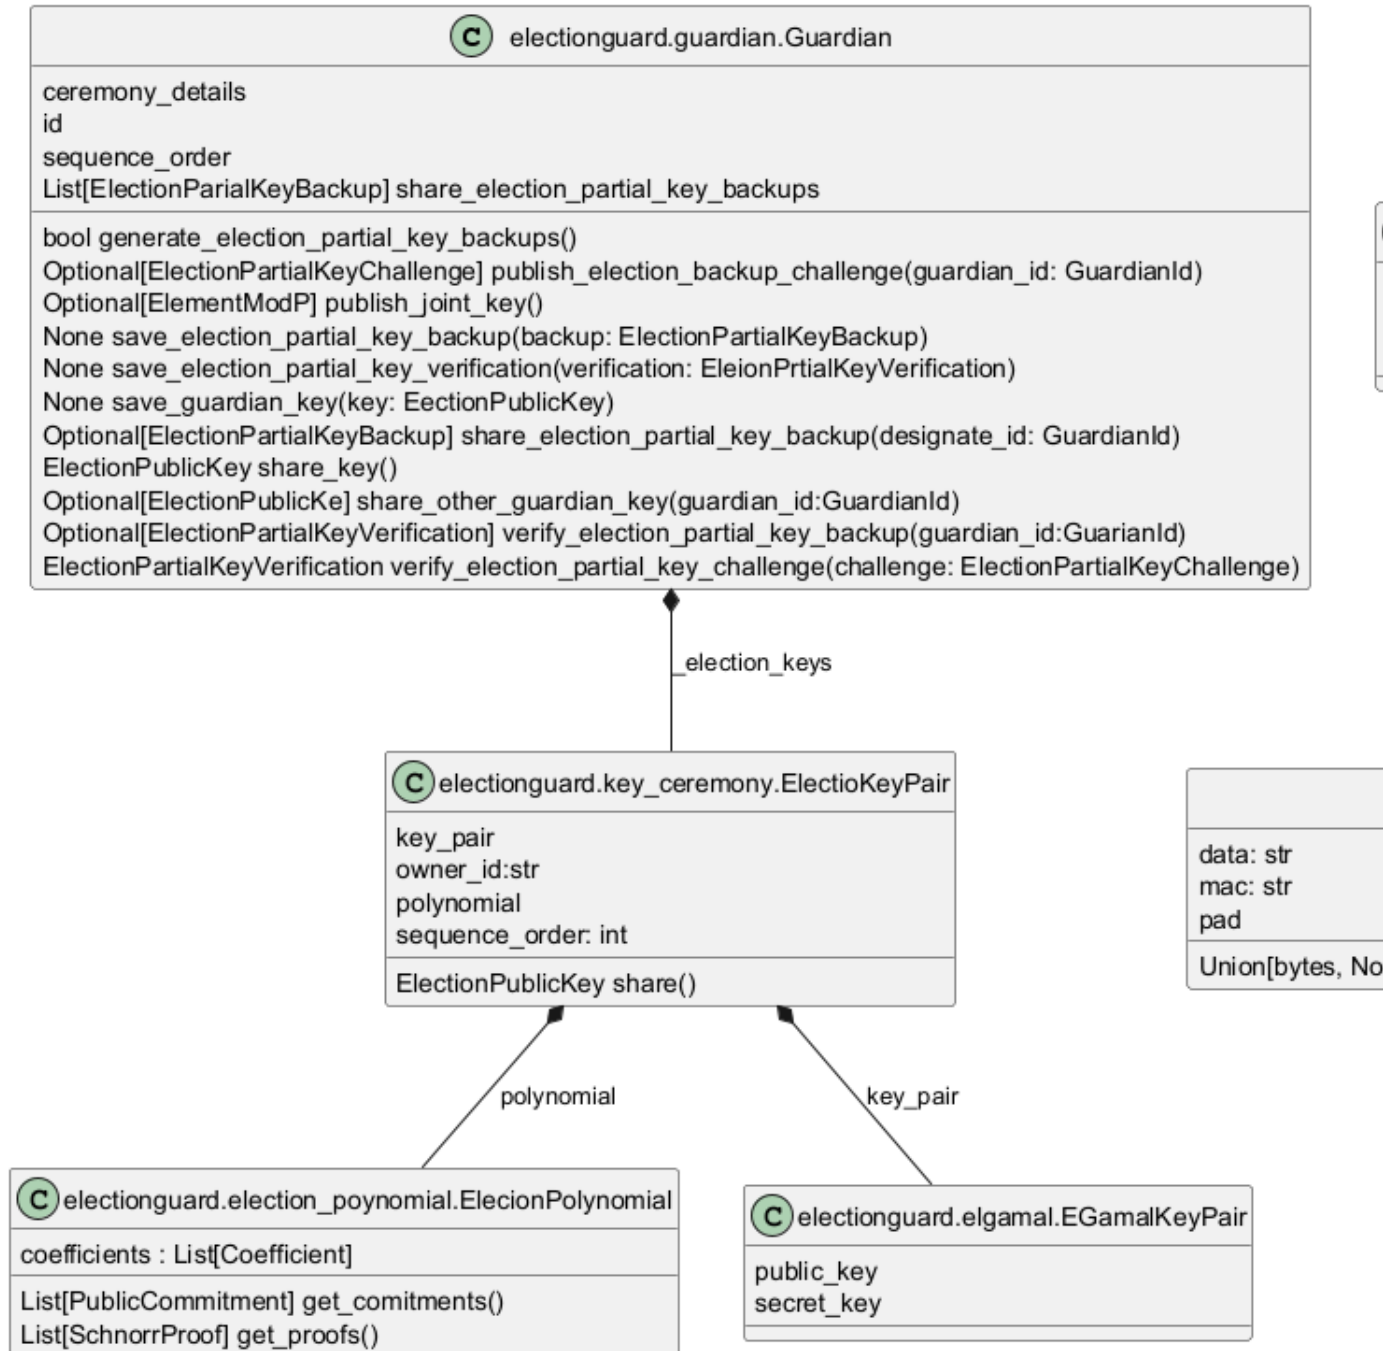 C electionguard.guardian.Guardian
ceremony_details
id
sequence_order
List[ElectionParialKeyBackup] share_election_partial_key_backups
bool generate_election_partial_key_backups()
Optional[ElectionPartialKeyChallenge] publish_election_backup_challenge(guardian_id: GuardianId)
Optional[ElementModP] publish_joint_key()
None save_election_partial_key_backup(backup: ElectionPartialKeyBackup)
None save_election_partial_key_verification(verification: EleionPrtialKeyVerification)
None save_guardian_key(key: EectionPublicKey)
Optional[ElectionPartialKeyBackup] share_election_partial_key_backup(designate_id: GuardianId)
ElectionPublicKey share_key()
Optional[ElectionPublicKe] share_other_guardian_key(guardian_id:GuardianId)
Optional[ElectionPartialKeyVerification] verify_election_partial_key_backup(guardian_id:GuarianId)
ElectionPartialKeyVerification verify_election_partial_key_challenge(challenge: ElectionPartialKeyChallenge)
_election_keys
C electionguard.key_ceremony.ElectioKeyPair
key_pair
owner_id:str
polynomial
sequence_order: int
ElectionPublicKey share()
data: str
mac: str
pad
Union[bytes, No
polynomial
key_pair
C electionguard.election_poynomial.ElecionPolynomial
coefficients : List[Coefficient]
List[PublicCommitment] get_comitments()
List[SchnorrProof] get_proofs()
C electionguard.elgamal.EGamalKeyPair
public_key
secret_key